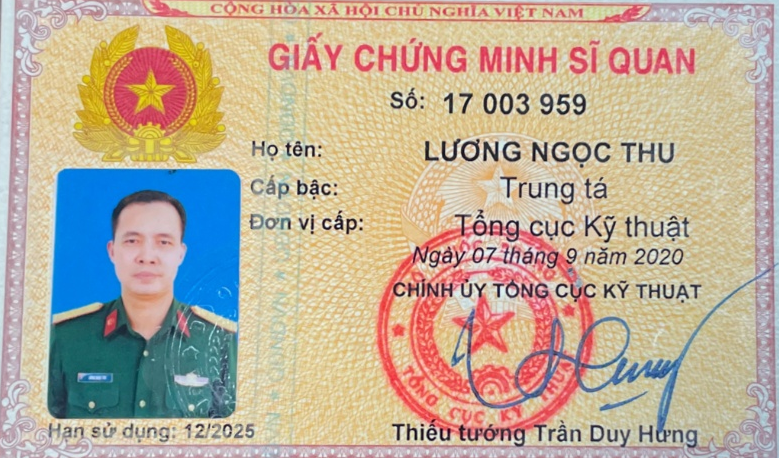 CỘNG HÒA XÃ HỘI CHỦ NGHĨA VIỆT NAM
GIẤY CHỨNG MINH SĨ QUAN
Số: 17 003 959
Họ tên: LƯƠNG NGỌC THU
Cấp bậc: Trung tá
Đơn vị cấp: Tổng cục Kỹ thuật
Ngày 07 tháng 9 năm 2020
CHÍNH ỦY TỔNG CỤC KỸ THUẬT
TỔNG CỤC KỸ THUẬT
Hạn sử dụng: 12/2025
Thiếu tướng Trần Duy Hưng